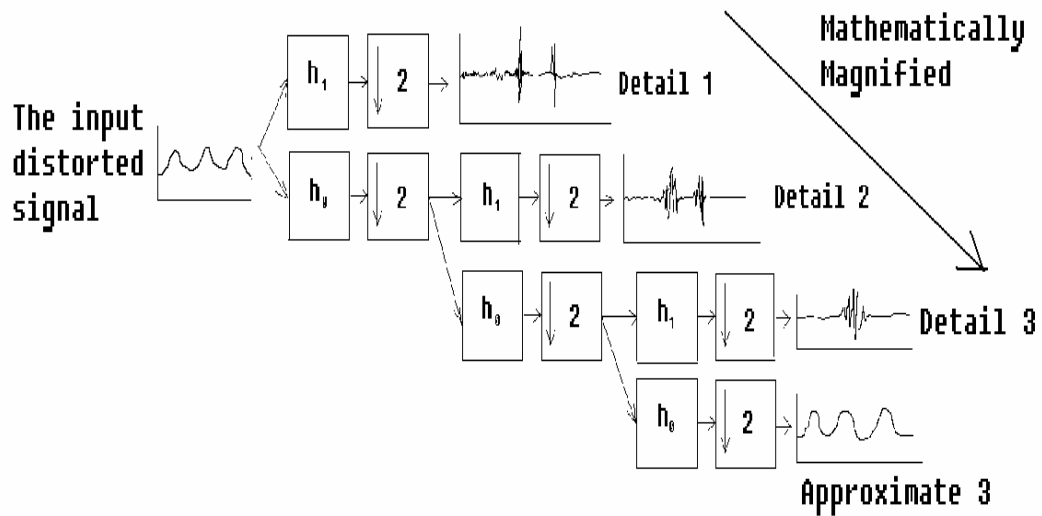 Mathematically
Magnified
h₁
2
Detail 1
The input
distorted
signal
h₀
2
h₁
2
Detail 2
h₀
2
h₁
2
Detail 3
h₀
2
Approximate 3